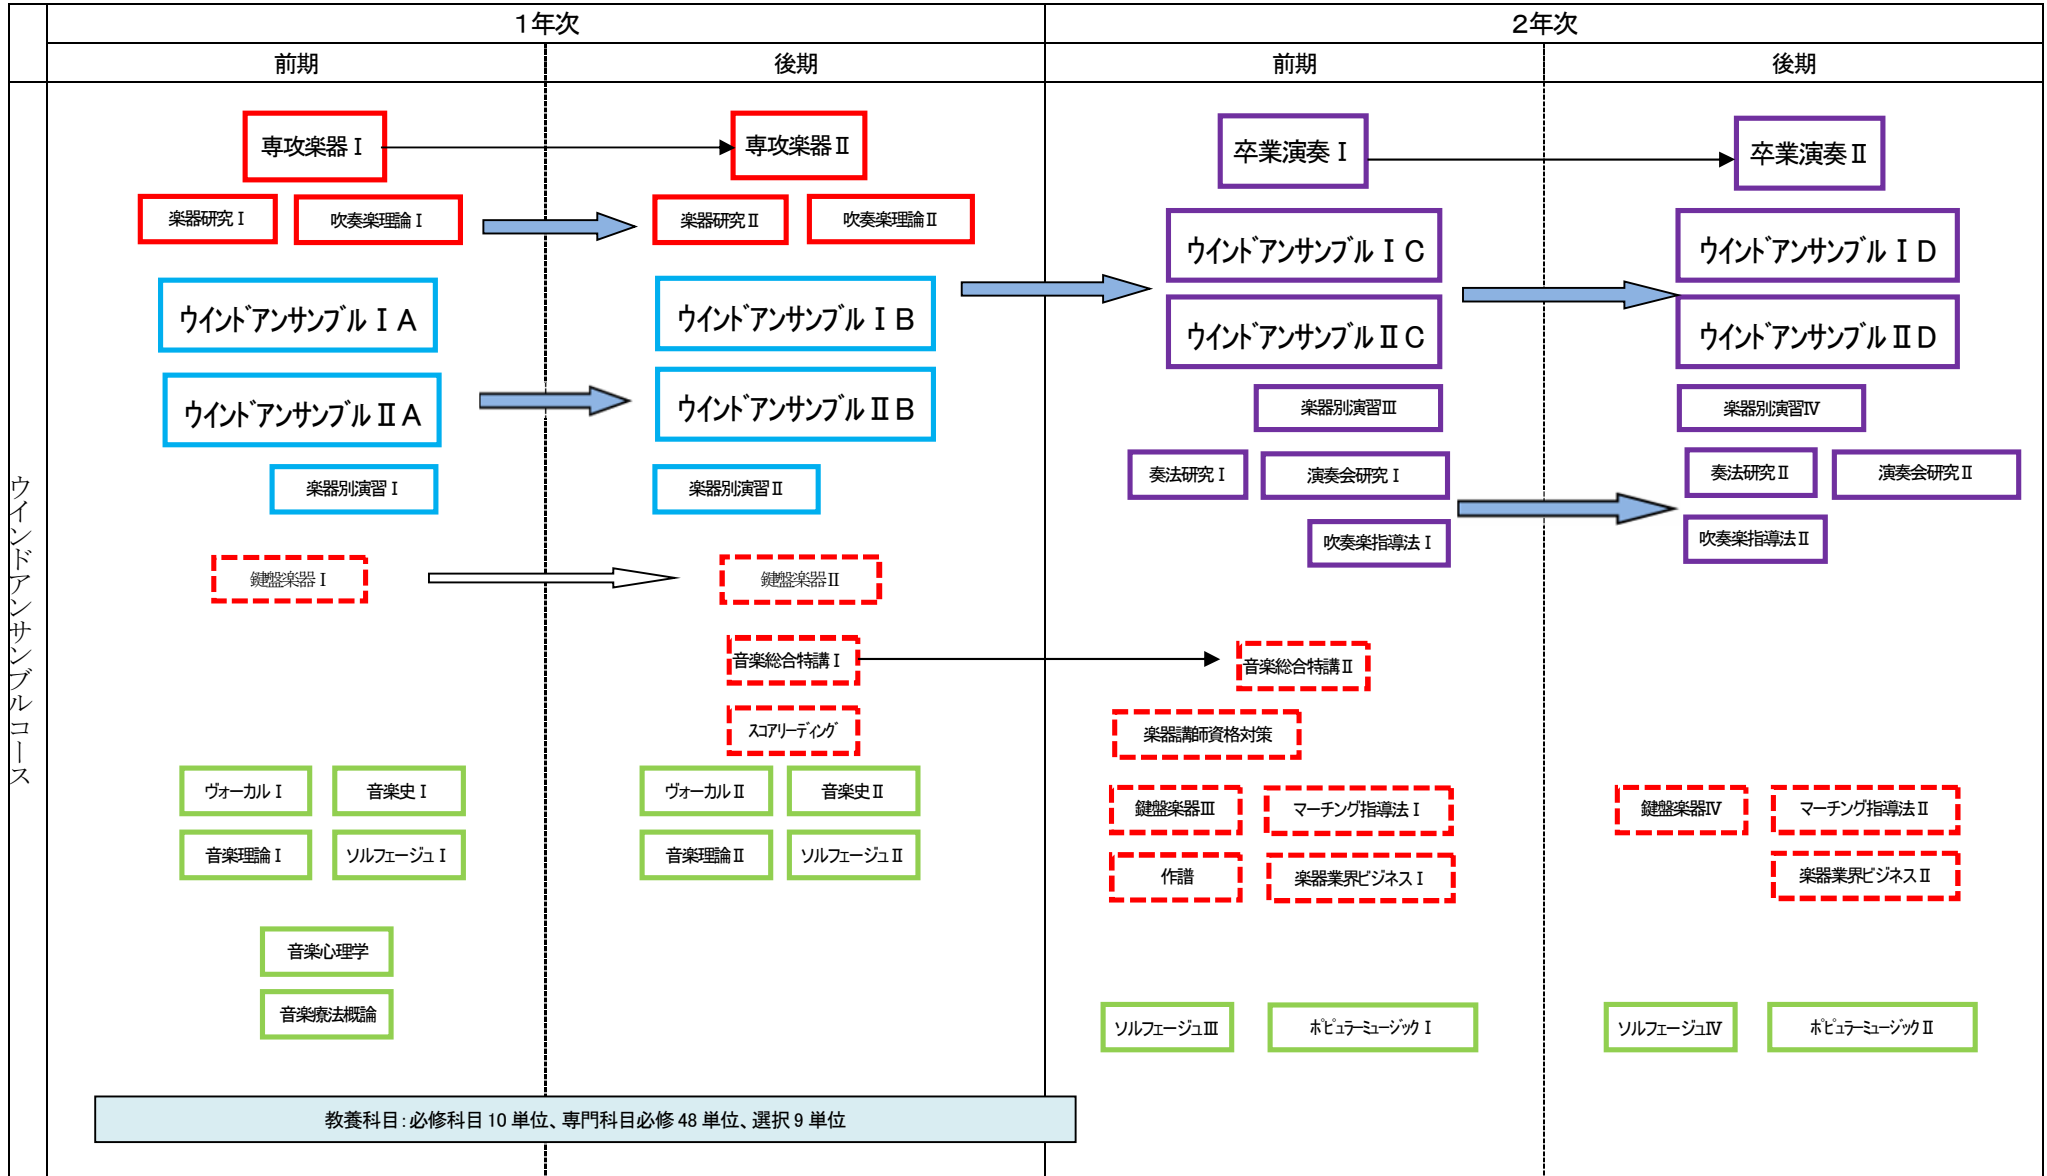 1年次
2年次
前期
後期
前期
後期
ウインドアンサンブルコース
専攻楽器Ⅰ
専攻楽器Ⅱ
卒業演奏Ⅰ
卒業演奏Ⅱ
楽器研究Ⅰ
吹奏楽理論Ⅰ
楽器研究Ⅱ
吹奏楽理論Ⅱ
ウインドアンサンブルⅠC
ウインドアンサンブルⅠD
ウインドアンサンブルⅠA
ウインドアンサンブルⅠB
ウインドアンサンブルⅡC
ウインドアンサンブルⅡD
ウインドアンサンブルⅡA
ウインドアンサンブルⅡB
楽器別演習Ⅲ
楽器別演習Ⅳ
楽器別演習Ⅰ
楽器別演習Ⅱ
奏法研究Ⅰ
演奏会研究Ⅰ
奏法研究Ⅱ
演奏会研究Ⅱ
吹奏楽指導法Ⅰ
吹奏楽指導法Ⅱ
鍵盤楽器Ⅰ
鍵盤楽器Ⅱ
音楽総合特講Ⅰ
音楽総合特講Ⅱ
スコアリーディング
楽器講師資格対策
ヴォーカルⅠ
音楽史Ⅰ
ヴォーカルⅡ
音楽史Ⅱ
鍵盤楽器Ⅲ
マーチング指導法Ⅰ
鍵盤楽器Ⅳ
マーチング指導法Ⅱ
音楽理論Ⅰ
ソルフェージュⅠ
音楽理論Ⅱ
ソルフェージュⅡ
作譜
楽器業界ビジネスⅠ
楽器業界ビジネスⅡ
音楽心理学
音楽療法概論
ソルフェージュⅢ
ポピュラーミュージックⅠ
ソルフェージュⅣ
ポピュラーミュージックⅡ
教養科目：必修科目10単位、専門科目必修48単位、選択9単位